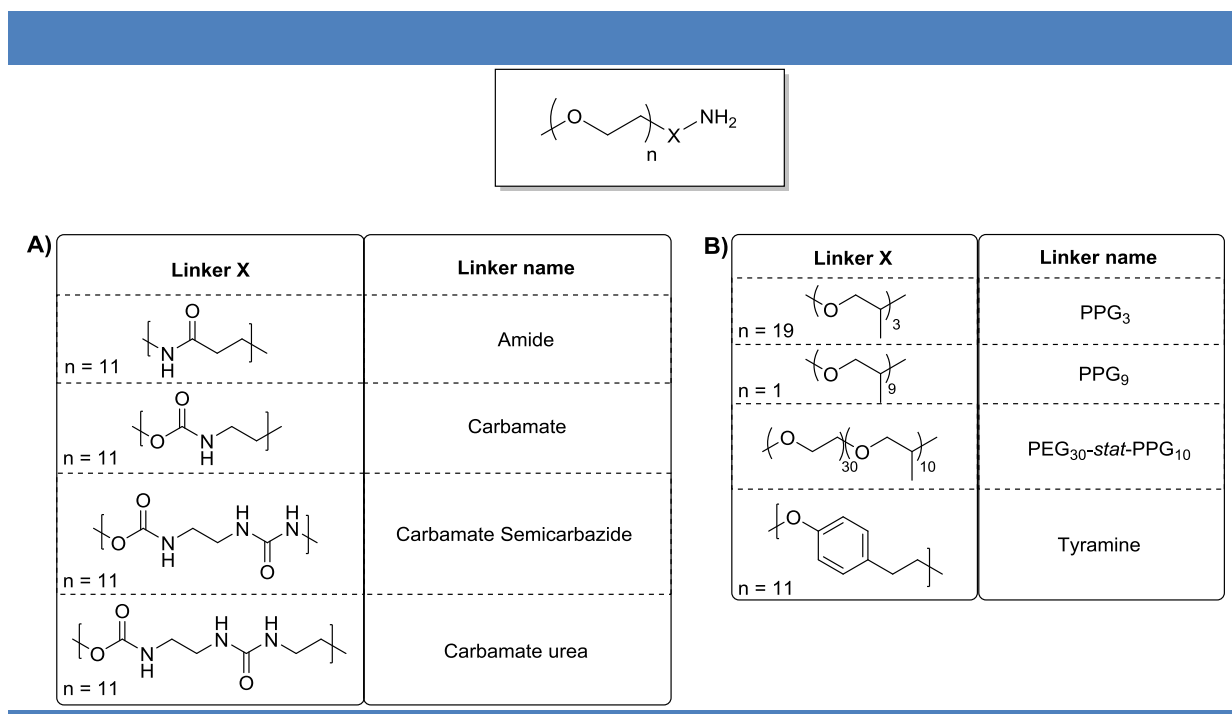 O
X
NH₂
n
A)
Linker X
Linker name
O
N
H
n = 11
Amide
O
O
N
H
n = 11
Carbamate
O
O
N
H
H
N
O
H
N
n = 11
Carbamate Semicarbazide
O
O
N
H
H
N
O
H
N
n = 11
Carbamate urea
B)
Linker X
Linker name
O
3
n = 19
PPG₃
O
9
n = 1
PPG₉
O
30
O
10
PEG₃₀-stat-PPG₁₀
O
n = 11
Tyramine